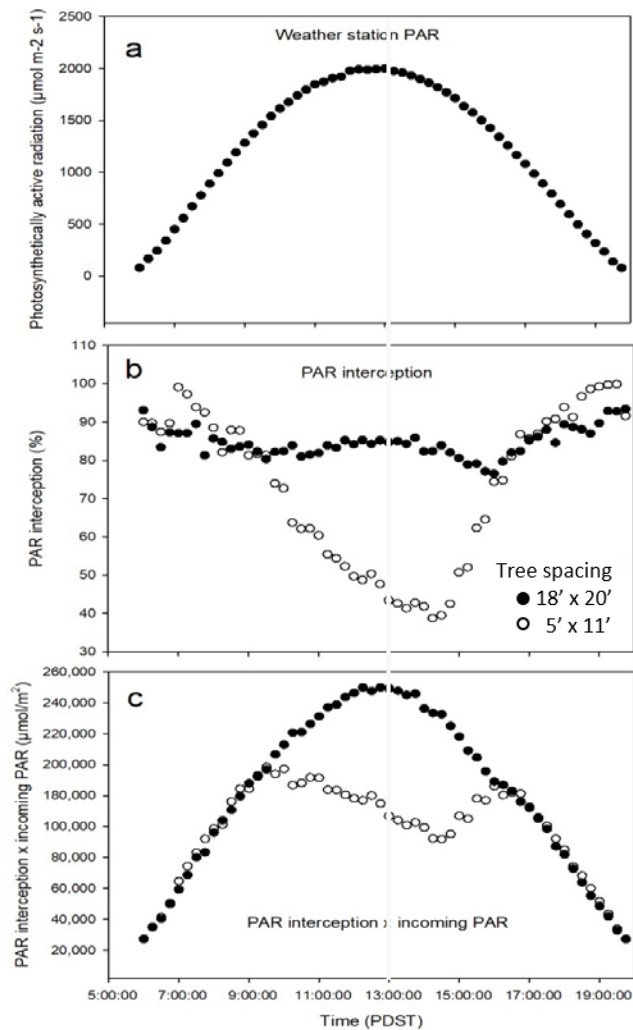 a
Weather station PAR
Photosynthetically active radiation (μmol m-2 s-1)
2500
2000
1500
1000
500
0
b
PAR interception
PAR interception (%)
110
100
90
80
70
60
50
40
30
Tree spacing
18’ x 20’
5’ x 11’
c
PAR interception x incoming PAR (μmol/m²)
260,000
240,000
220,000
200,000
180,000
160,000
140,000
120,000
100,000
80,000
60,000
40,000
20,000
PAR interception x incoming PAR
5:00:00 7:00:00 9:00:00 11:00:00 13:00:00 15:00:00 17:00:00 19:00:00
Time (PDST)